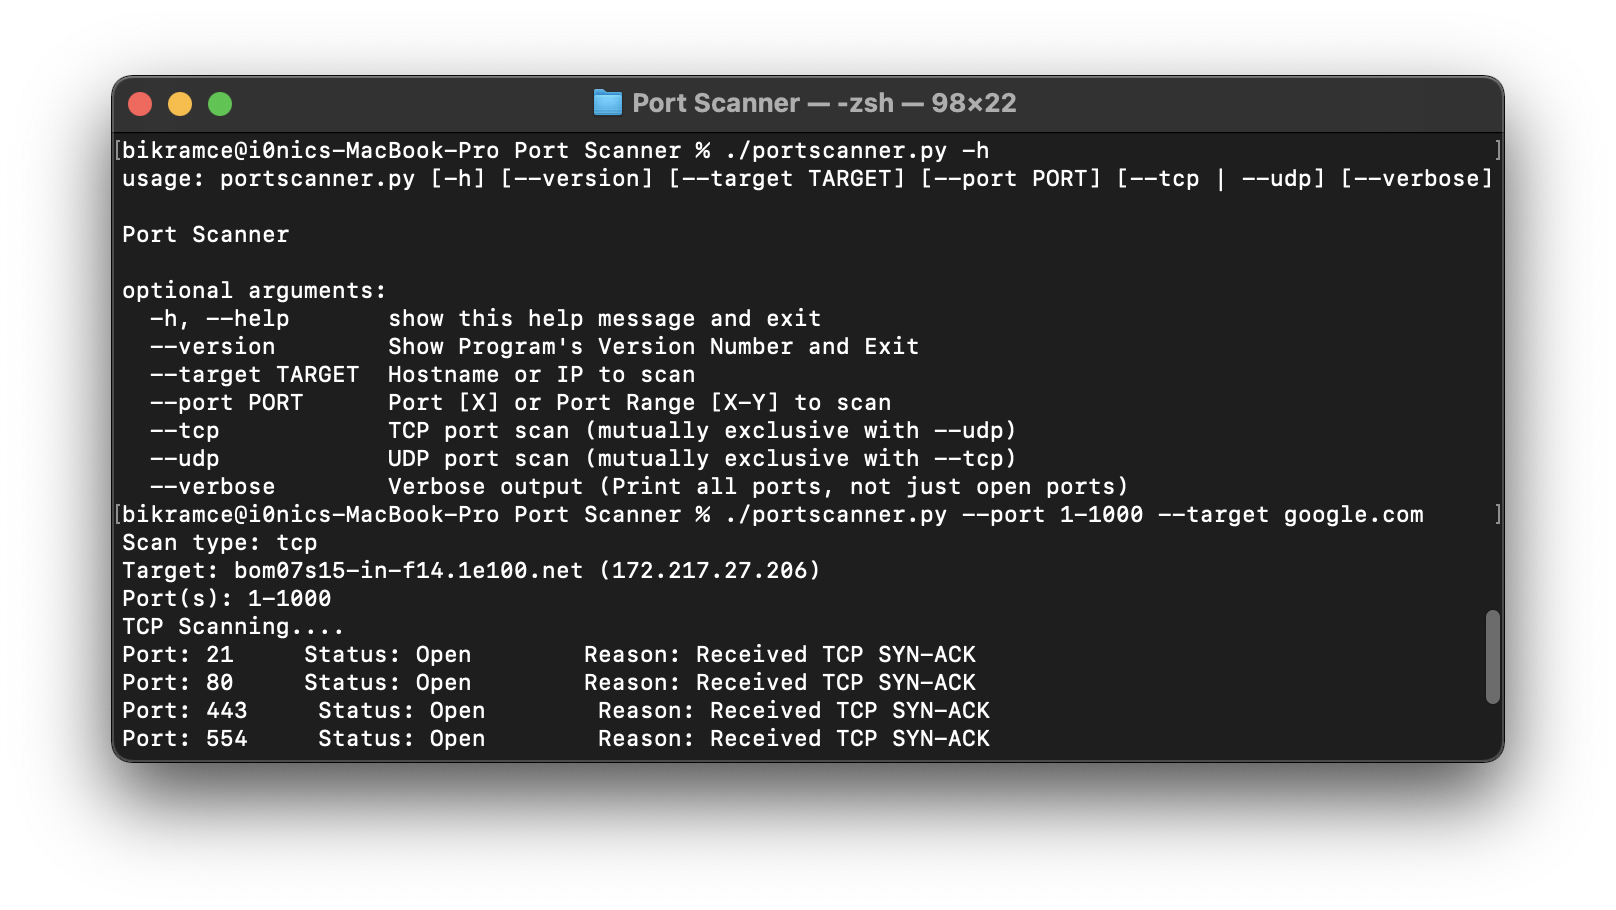 Port Scanner — -zsh — 98×22
[bikramce@i0nics-MacBook-Pro Port Scanner % ./portscanner.py -h ]
usage: portscanner.py [-h] [--version] [--target TARGET] [--port PORT] [--tcp | --udp] [--verbose]
Port Scanner
optional arguments:
  -h, --help       show this help message and exit
  --version        Show Program's Version Number and Exit
  --target TARGET  Hostname or IP to scan
  --port PORT      Port [X] or Port Range [X-Y] to scan
  --tcp            TCP port scan (mutually exclusive with --udp)
  --udp            UDP port scan (mutually exclusive with --tcp)
  --verbose        Verbose output (Print all ports, not just open ports)
[bikramce@i0nics-MacBook-Pro Port Scanner % ./portscanner.py --port 1-1000 --target google.com ]
Scan type: tcp
Target: bom07s15-in-f14.1e100.net (172.217.27.206)
Port(s): 1-1000
TCP Scanning....
Port: 21     Status: Open        Reason: Received TCP SYN-ACK
Port: 80     Status: Open        Reason: Received TCP SYN-ACK
Port: 443     Status: Open        Reason: Received TCP SYN-ACK
Port: 554     Status: Open        Reason: Received TCP SYN-ACK